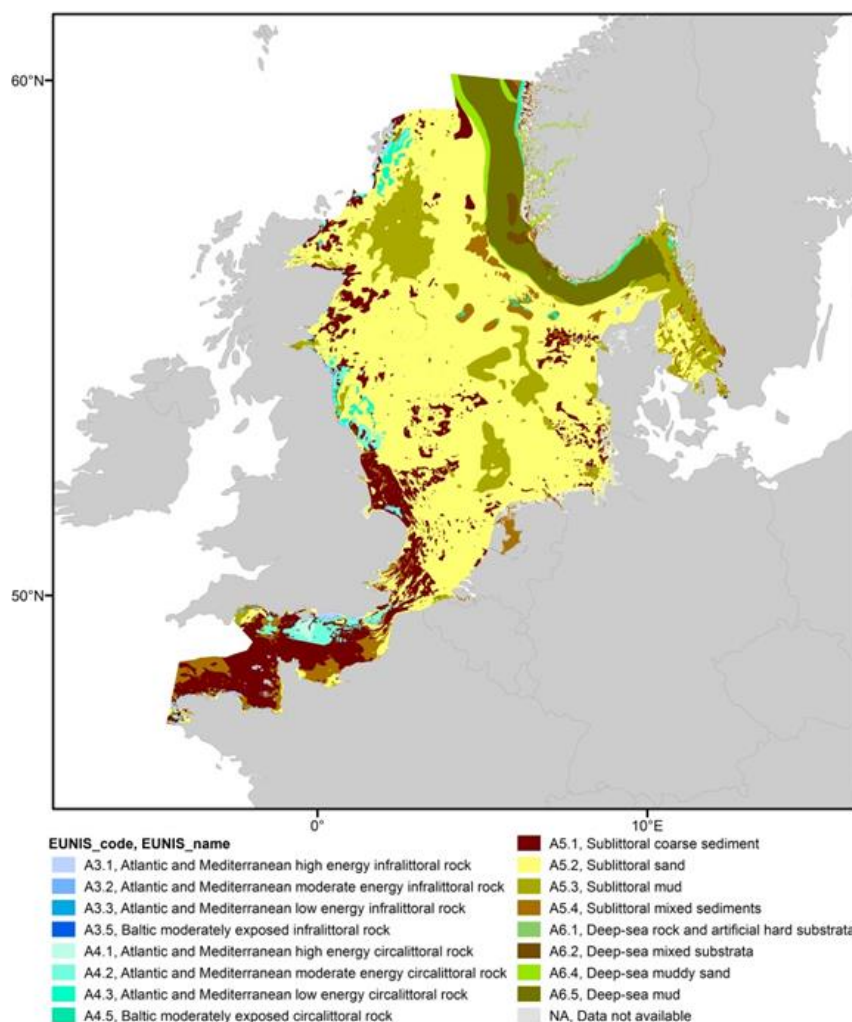 60°N
50°N
0°
10°E
EUNIS_code, EUNIS_name
A3.1, Atlantic and Mediterranean high energy infralittoral rock
A3.2, Atlantic and Mediterranean moderate energy infralittoral rock
A3.3, Atlantic and Mediterranean low energy infralittoral rock
A3.5, Baltic moderately exposed infralittoral rock
A4.1, Atlantic and Mediterranean high energy circalittoral rock
A4.2, Atlantic and Mediterranean moderate energy circalittoral rock
A4.3, Atlantic and Mediterranean low energy circalittoral rock
A4.5, Baltic moderately exposed circalittoral rock
A5.1, Sublittoral coarse sediment
A5.2, Sublittoral sand
A5.3, Sublittoral mud
A5.4, Sublittoral mixed sediments
A6.1, Deep-sea rock and artificial hard substrata
A6.2, Deep-sea mixed substrata
A6.4, Deep-sea muddy sand
A6.5, Deep-sea mud
NA, Data not available